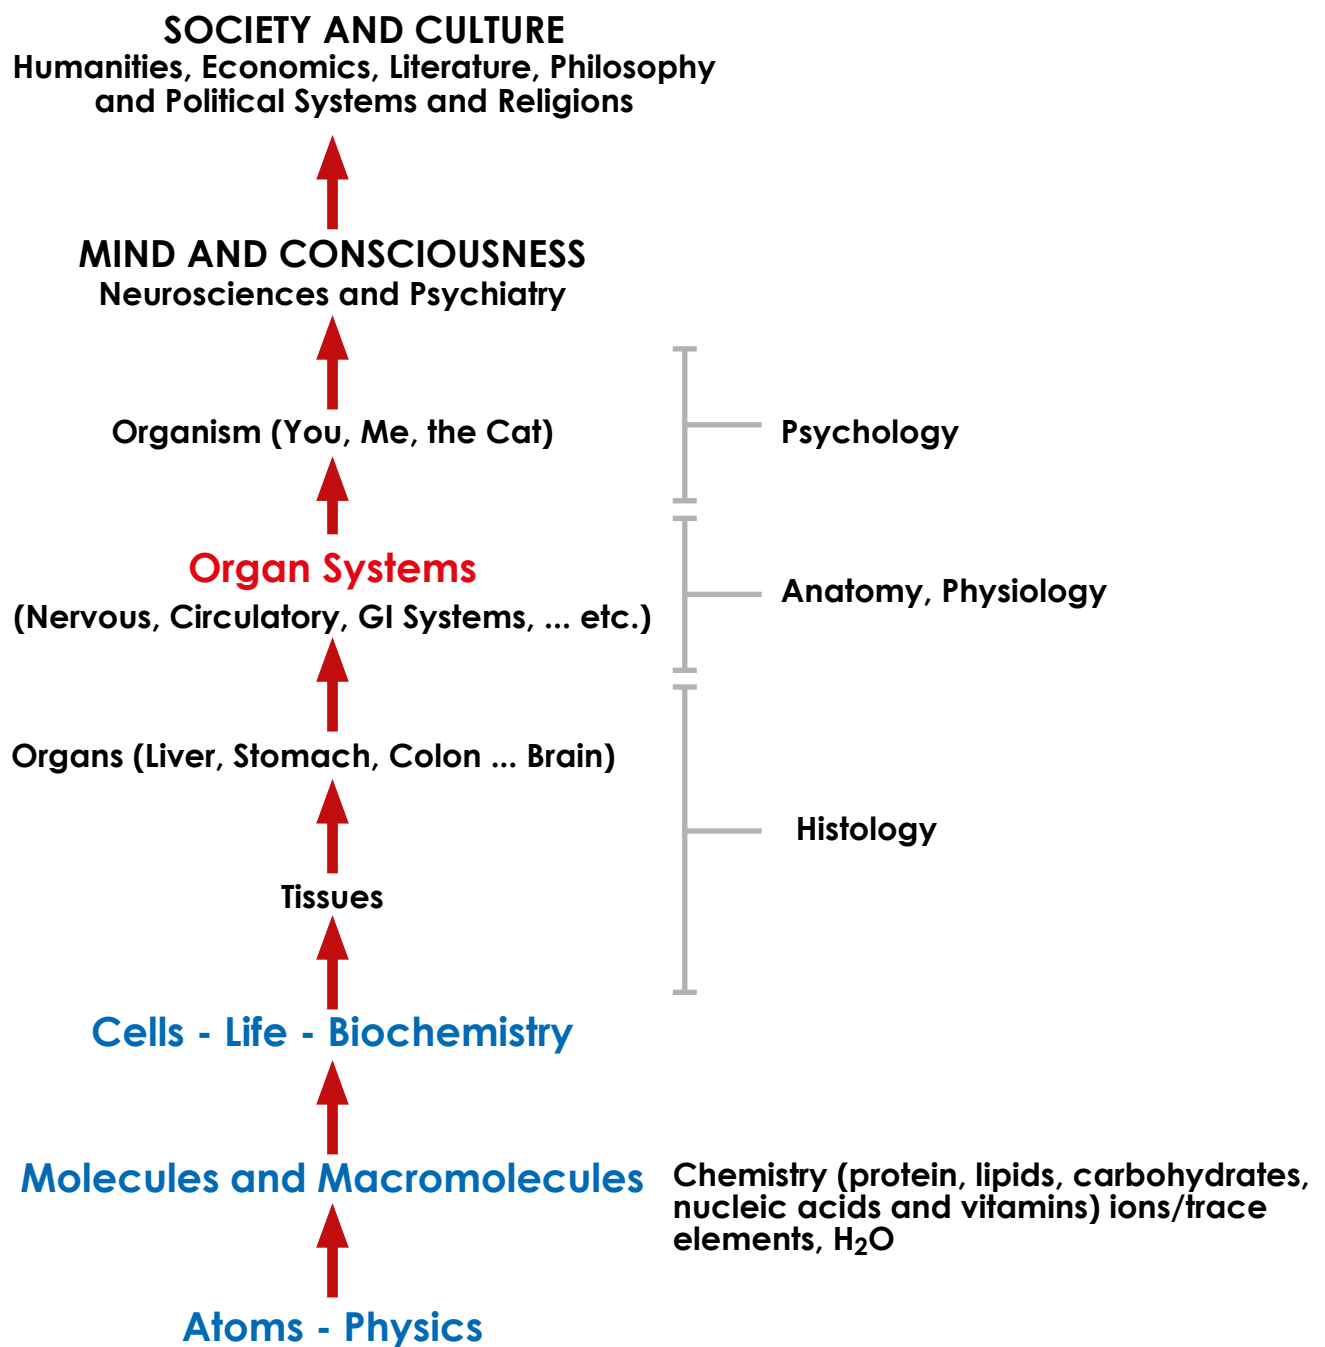 SOCIETY AND CULTURE
Humanities, Economics, Literature, Philosophy
and Political Systems and Religions
MIND AND CONSCIOUSNESS
Neurosciences and Psychiatry
Organism (You, Me, the Cat)
Psychology
Organ Systems
(Nervous, Circulatory, GI Systems, ... etc.)
Anatomy, Physiology
Organs (Liver, Stomach, Colon ... Brain)
Histology
Tissues
Cells - Life - Biochemistry
Molecules and Macromolecules
Chemistry (protein, lipids, carbohydrates,
nucleic acids and vitamins) ions/trace
elements, H₂O
Atoms - Physics